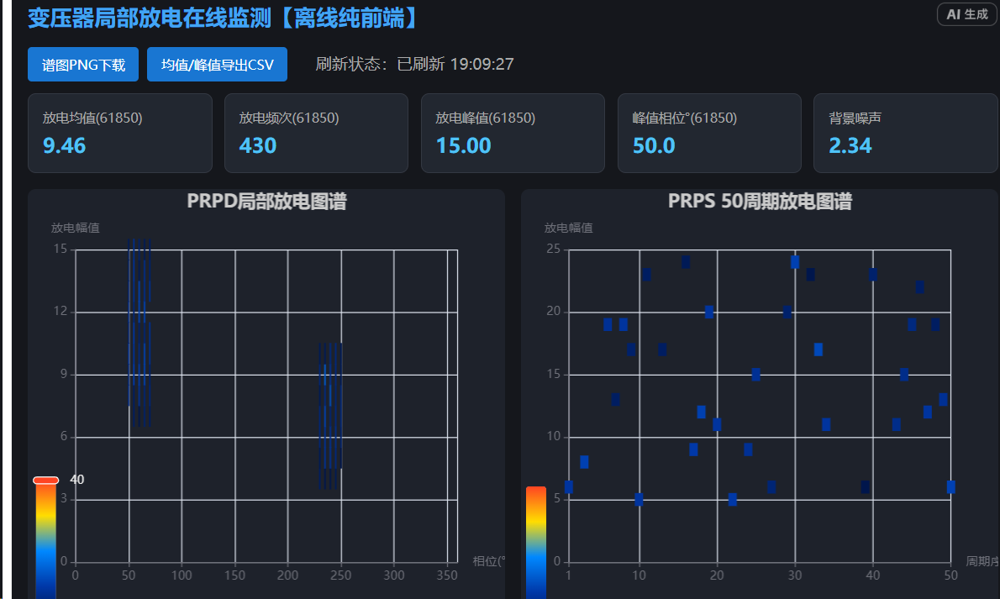 变压器局部放电在线监测【离线纯前端】
AI 生成
谱图PNG下载
均值/峰值导出CSV
刷新状态：已刷新 19:09:27
放电均值(61850)
9.46
放电频次(61850)
430
放电峰值(61850)
15.00
峰值相位°(61850)
50.0
背景噪声
2.34
PRPD局部放电图谱
放电幅值
15
12
9
6
3
0
40
0 50 100 150 200 250 300 350
相位(°
PRPS 50周期放电图谱
放电幅值
25
20
15
10
5
0
1 10 20 30 40 50
周期序